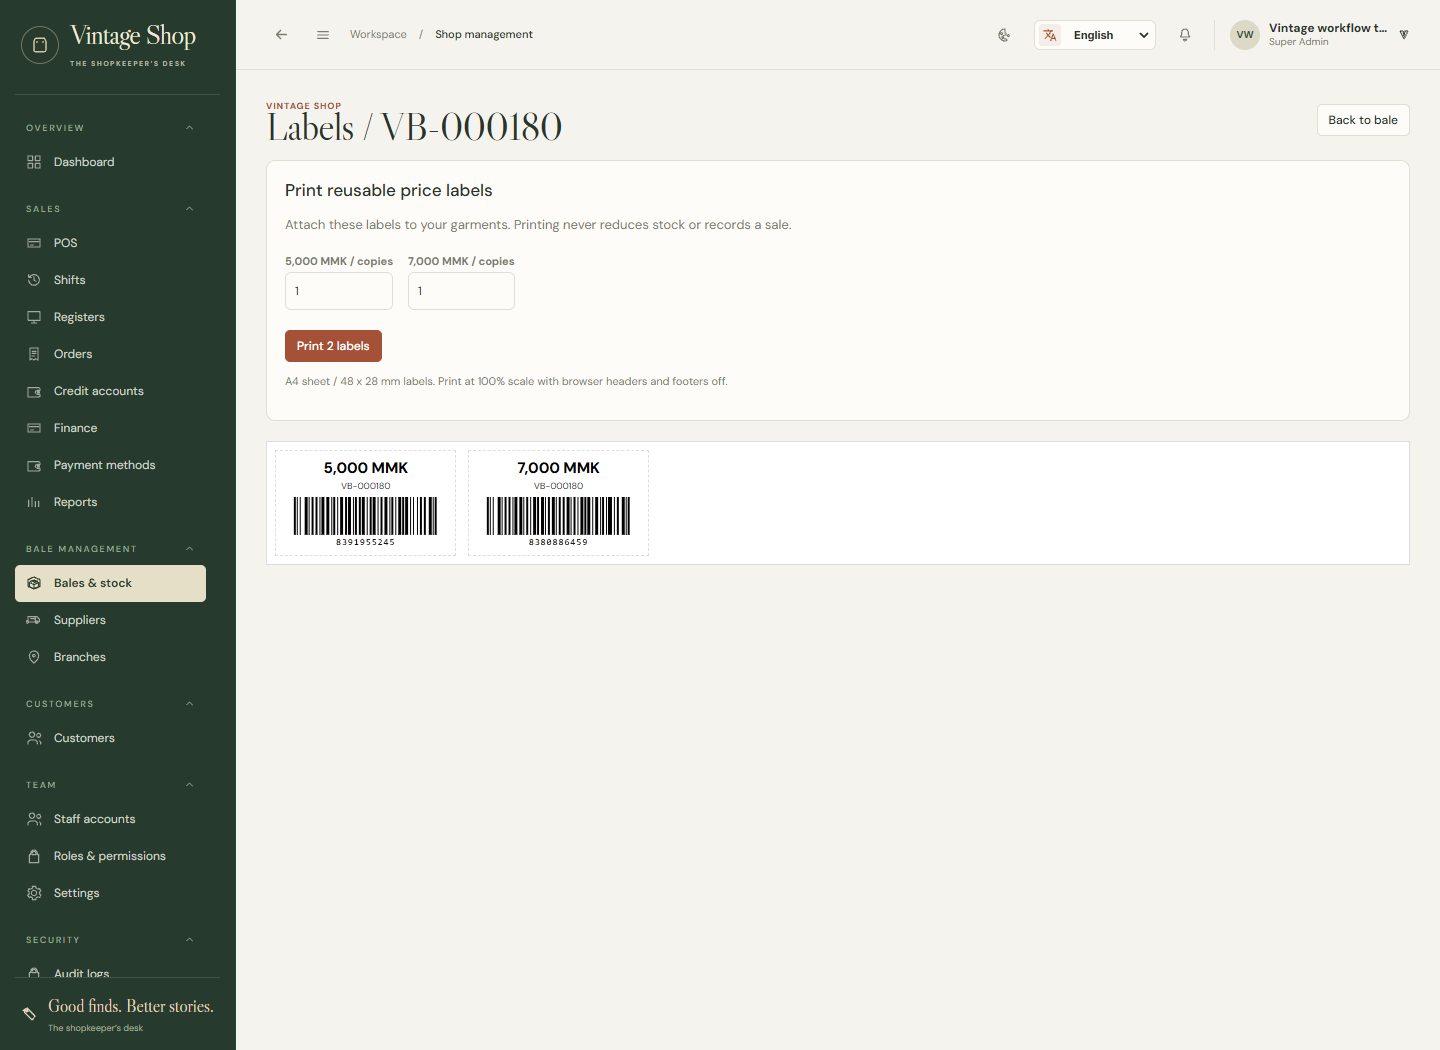 Vintage Shop
THE SHOPKEEPER'S DESK
OVERVIEW
Dashboard
SALES
POS
Shifts
Registers
Orders
Credit accounts
Finance
Payment methods
Reports
BALE MANAGEMENT
Bales & stock
Suppliers
Branches
CUSTOMERS
Customers
TEAM
Staff accounts
Roles & permissions
Settings
SECURITY
Audit logs
Good finds. Better stories.
The shopkeeper's desk
Workspace / Shop management
English
VW
Vintage workflow t...
Super Admin
VINTAGE SHOP
Labels / VB-000180
Back to bale
Print reusable price labels
Attach these labels to your garments. Printing never reduces stock or records a sale.
5,000 MMK / copies 7,000 MMK / copies
1 1
Print 2 labels
A4 sheet / 48 x 28 mm labels. Print at 100% scale with browser headers and footers off.
5,000 MMK
VB-000180
8391955245
7,000 MMK
VB-000180
8380886459